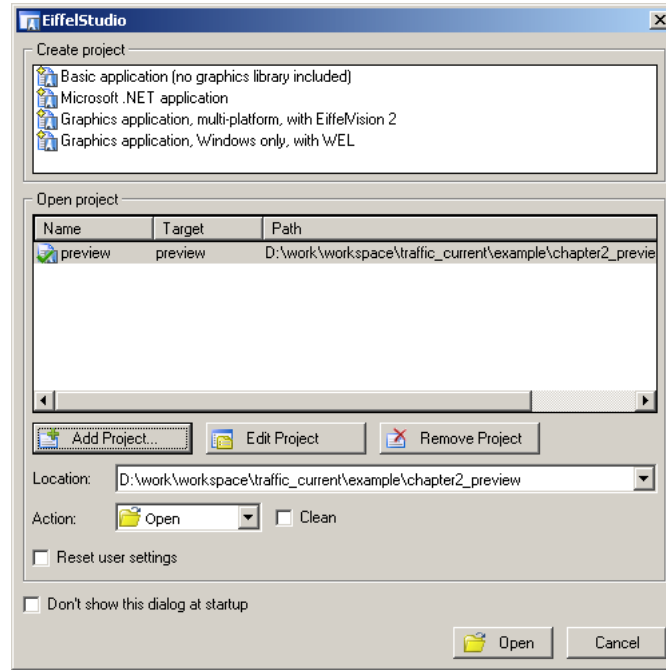 EiffelStudio
Create project
Basic application (no graphics library included)
Microsoft .NET application
Graphics application, multi-platform, with EiffelVision 2
Graphics application, Windows only, with WEL
Open project
Name Target Path
preview preview D:\work\workspace\traffic_current\example\chapter2_previe
Add Project... Edit Project Remove Project
Location: D:\work\workspace\traffic_current\example\chapter2_preview
Action: Open Clean
Reset user settings
Don't show this dialog at startup
Open Cancel